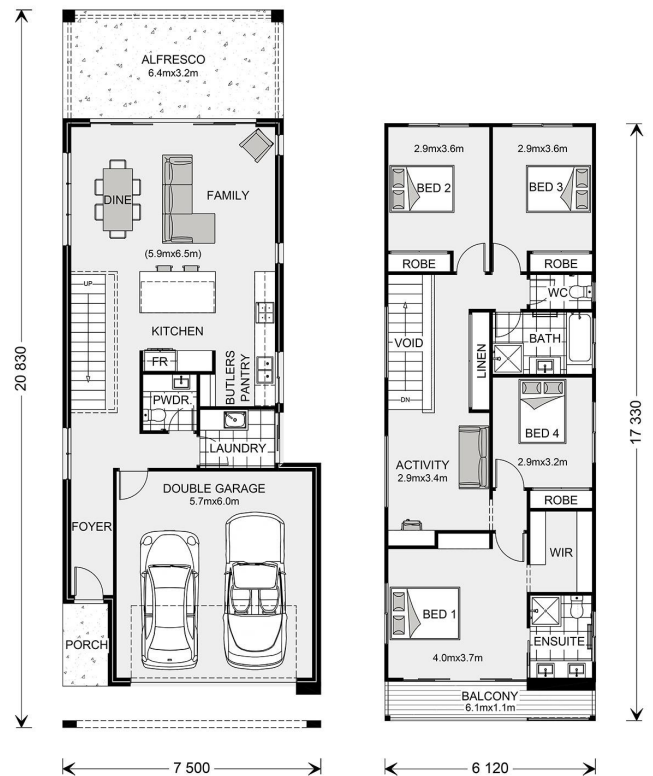 ALFRESCO
6.4mx3.2m
DINE
FAMILY
(5.9mx6.5m)
UP
KITCHEN
FR
BUTLERS
PANTRY
PWDR.
LAUNDRY
DOUBLE GARAGE
5.7mx6.0m
FOYER
PORCH
20 830
7 500
2.9mx3.6m
2.9mx3.6m
BED 2
BED 3
ROBE
ROBE
WC
VOID
LINEN
BATH
DN
BED 4
2.9mx3.2m
ACTIVITY
2.9mx3.4m
ROBE
WIR
BED 1
4.0mx3.7m
ENSUITE
BALCONY
6.1mx1.1m
17 330
6 120